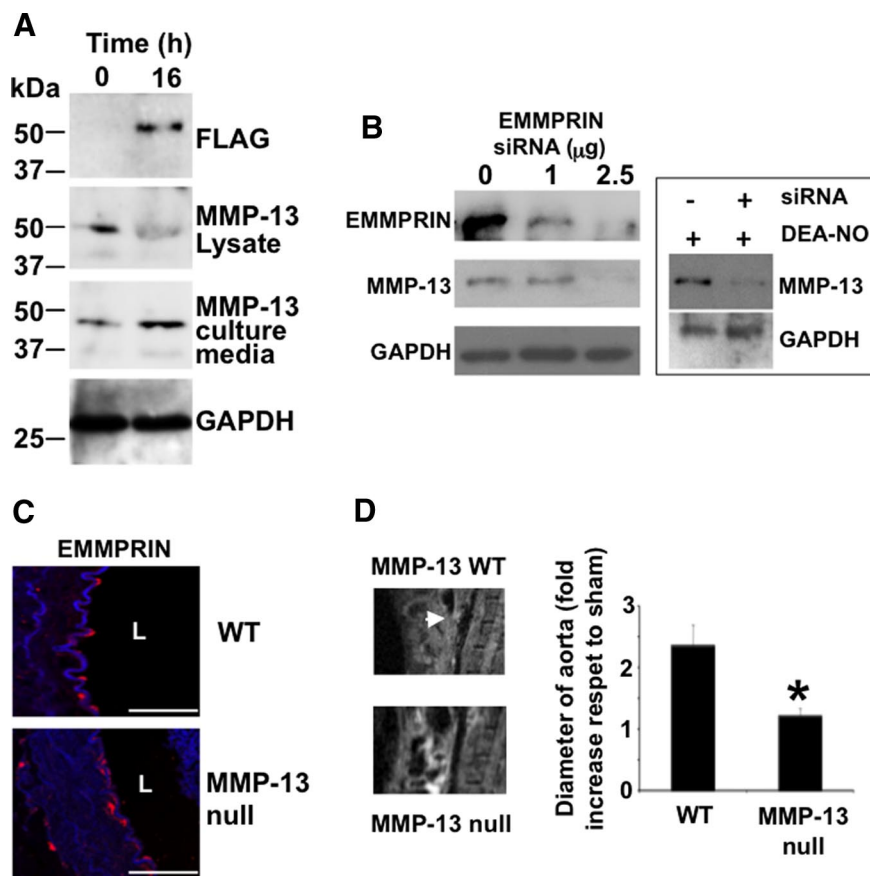 A
Time (h)
kDa
0 16
50
FLAG
37
50
MMP-13
Lysate
37
50
MMP-13
culture
media
37
GAPDH
25
B
EMMPRIN
siRNA (μg)
0 1 2.5
EMMPRIN
MMP-13
GAPDH
- + siRNA
+ + DEA-NO
MMP-13
GAPDH
C
EMMPRIN
L
WT
L
MMP-13
null
D
MMP-13 WT
MMP-13 null
Diameter of aorta (fold
increase respet to sham)
3
2
1
0
*
WT
MMP-13
null